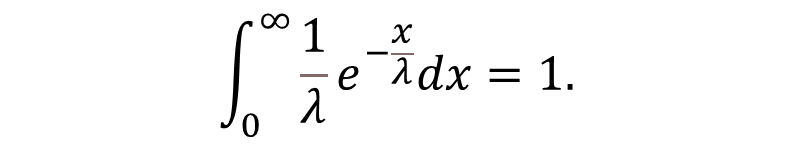 ∫₀^∞ (1/λ) e^(−x/λ) dx = 1.